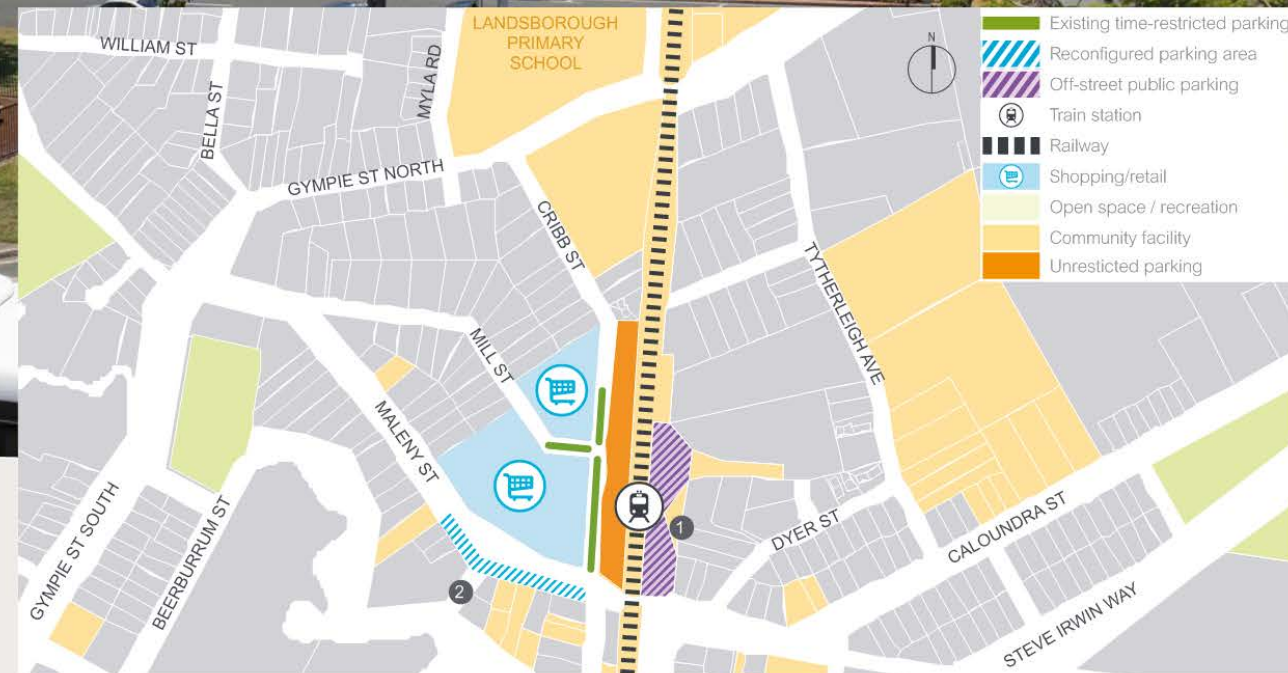 LANDSBOROUGH
PRIMARY
SCHOOL
N
Existing time-restricted parking
Reconfigured parking area
Off-street public parking
Train station
Railway
Shopping/retail
Open space / recreation
Community facility
Unresticted parking
WILLIAM ST
BELLA ST
MYLA RD
GYMPIE ST NORTH
CRIBB ST
TYTHERLEIGH AVE
MILL ST
MALENY ST
GYMPIE ST SOUTH
BEERBURRUM ST
1
DYER ST
CALOUNDRA ST
2
STEVE IRWIN WAY